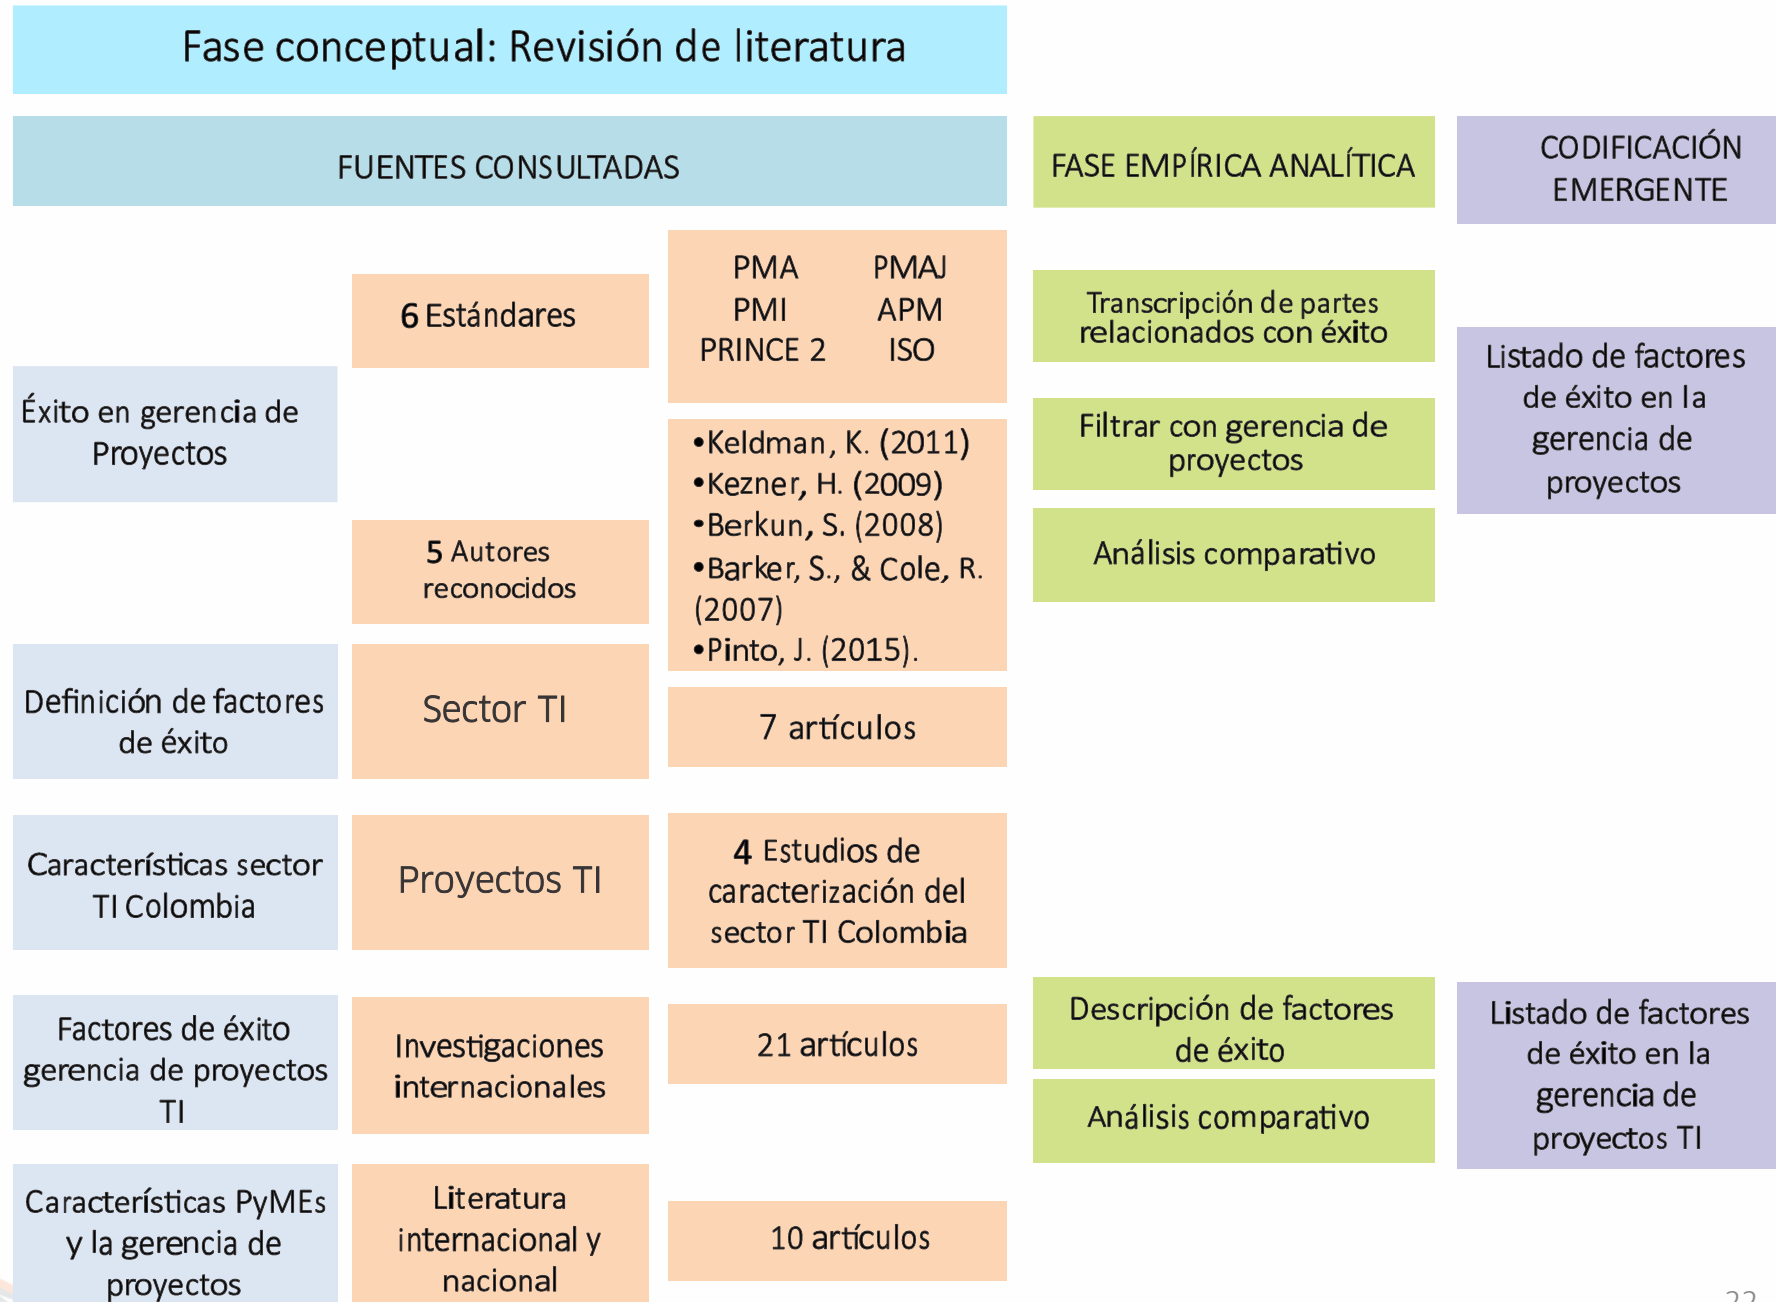 Fase conceptual: Revisión de literatura
FUENTES CONSULTADAS
FASE EMPÍRICA ANALÍTICA
CODIFICACIÓN
EMERGENTE
Éxito en gerencia de
Proyectos
6 Estándares
PMA PMAJ
PMI APM
PRINCE 2 ISO
5 Autores
reconocidos
•Keldman, K. (2011)
•Kezner, H. (2009)
•Berkun, S. (2008)
•Barker, S., & Cole, R.
(2007)
•Pinto, J. (2015).
Transcripción de partes
relacionados con éxito
Filtrar con gerencia de
proyectos
Análisis comparativo
Listado de factores
de éxito en la
gerencia de
proyectos
Definición de factores
de éxito
Sector TI
7 artículos
Característísticas sector
TI Colombia
Proyectos TI
4 Estudios de
caracterización del
sector TI Colombia
Factores de éxito
gerencia de proyectos
TI
Investigaciones
internacionales
21 artículos
Descripción de factores
de éxito
Análisis comparativo
Listado de factores
de éxito en la
gerencia de
proyectos TI
Característísticas PyMEs
y la gerencia de
proyectos
Literatura
internacional y
nacional
10 artículos